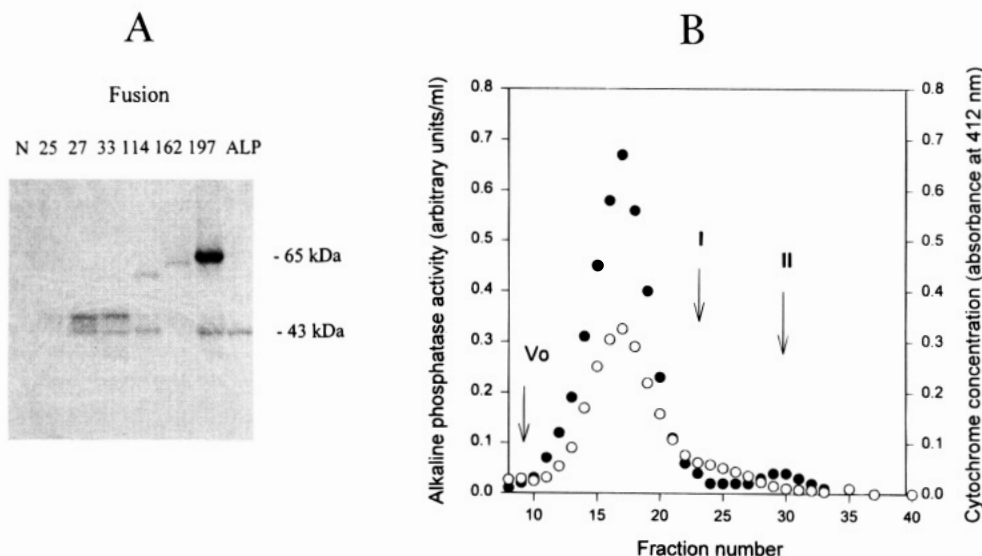 A
Fusion
N 25 27 33 114 162 197 ALP
- 65 kDa
- 43 kDa
B
Alkaline phosphatase activity (arbitrary units/ml)
0.8
0.7
0.6
0.5
0.4
0.3
0.2
0.1
0.0
Vo
I
II
0.8
0.7
0.6
0.5
0.4
0.3
0.2
0.1
0.0
Cytochrome concentration (absorbance at 412 nm)
10 15 20 25 30 35 40
Fraction number